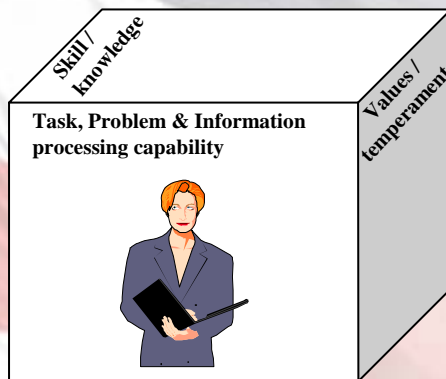 Skill /
knowledge
Values /
temperament
Task, Problem & Information
processing capability